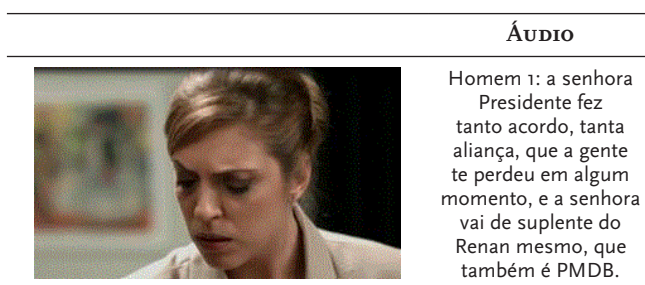 Áudio
Homem 1: a senhora
Presidente fez
tanto acordo, tanta
aliança, que a gente
te perdeu em algum
momento, e a senhora
vai de suplente do
Renan mesmo, que
também é PMDB.